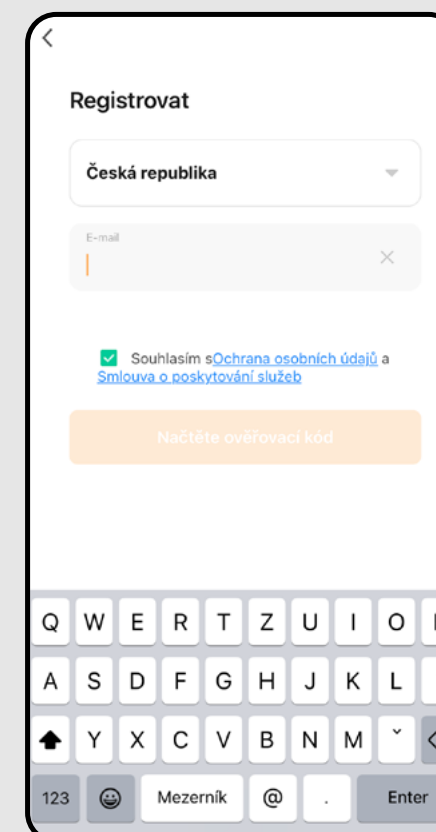 Registrovat
Česká republika
E-mail
Souhlasím sOchrana osobních údajů a
Smlouva o poskytování služeb
Načtěte ověřovací kód
Q W E R T Z U I O
A S D F G H J K L
Y X C V B N M ˇ
123 Mezerník @ . Enter